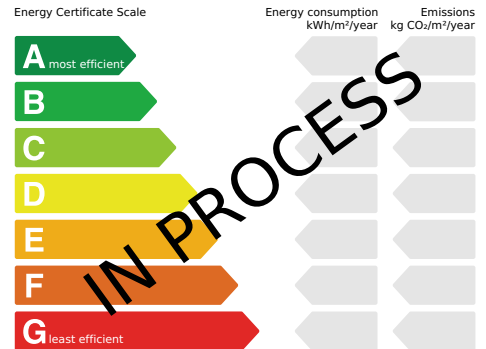 Energy Certificate Scale
Energy consumption
kWh/m²/year
Emissions
kg CO₂/m²/year
A most efficient
B
C
D
E
F
G least efficient
IN PROCESS